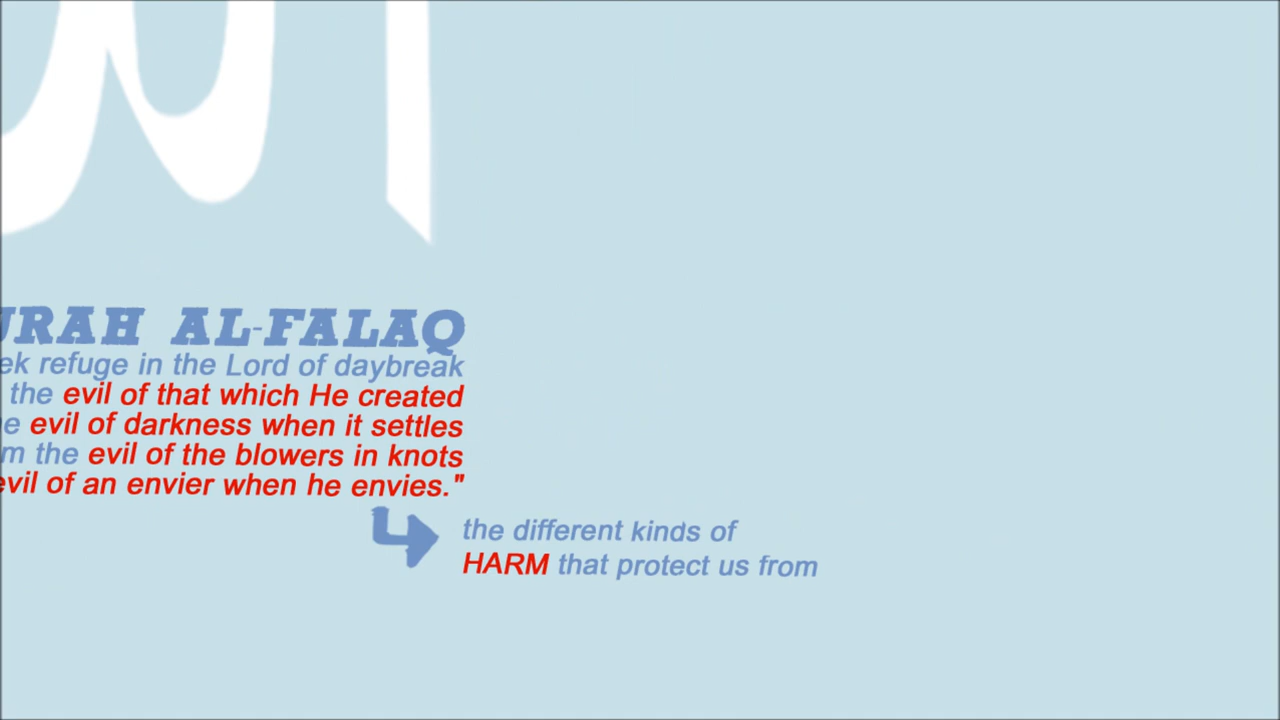 URAH AL-FALAQ
ek refuge in the Lord of daybreak
the evil of that which He created
e evil of darkness when it settles
m the evil of the blowers in knots
evil of an envier when he envies."
the different kinds of
HARM that protect us from